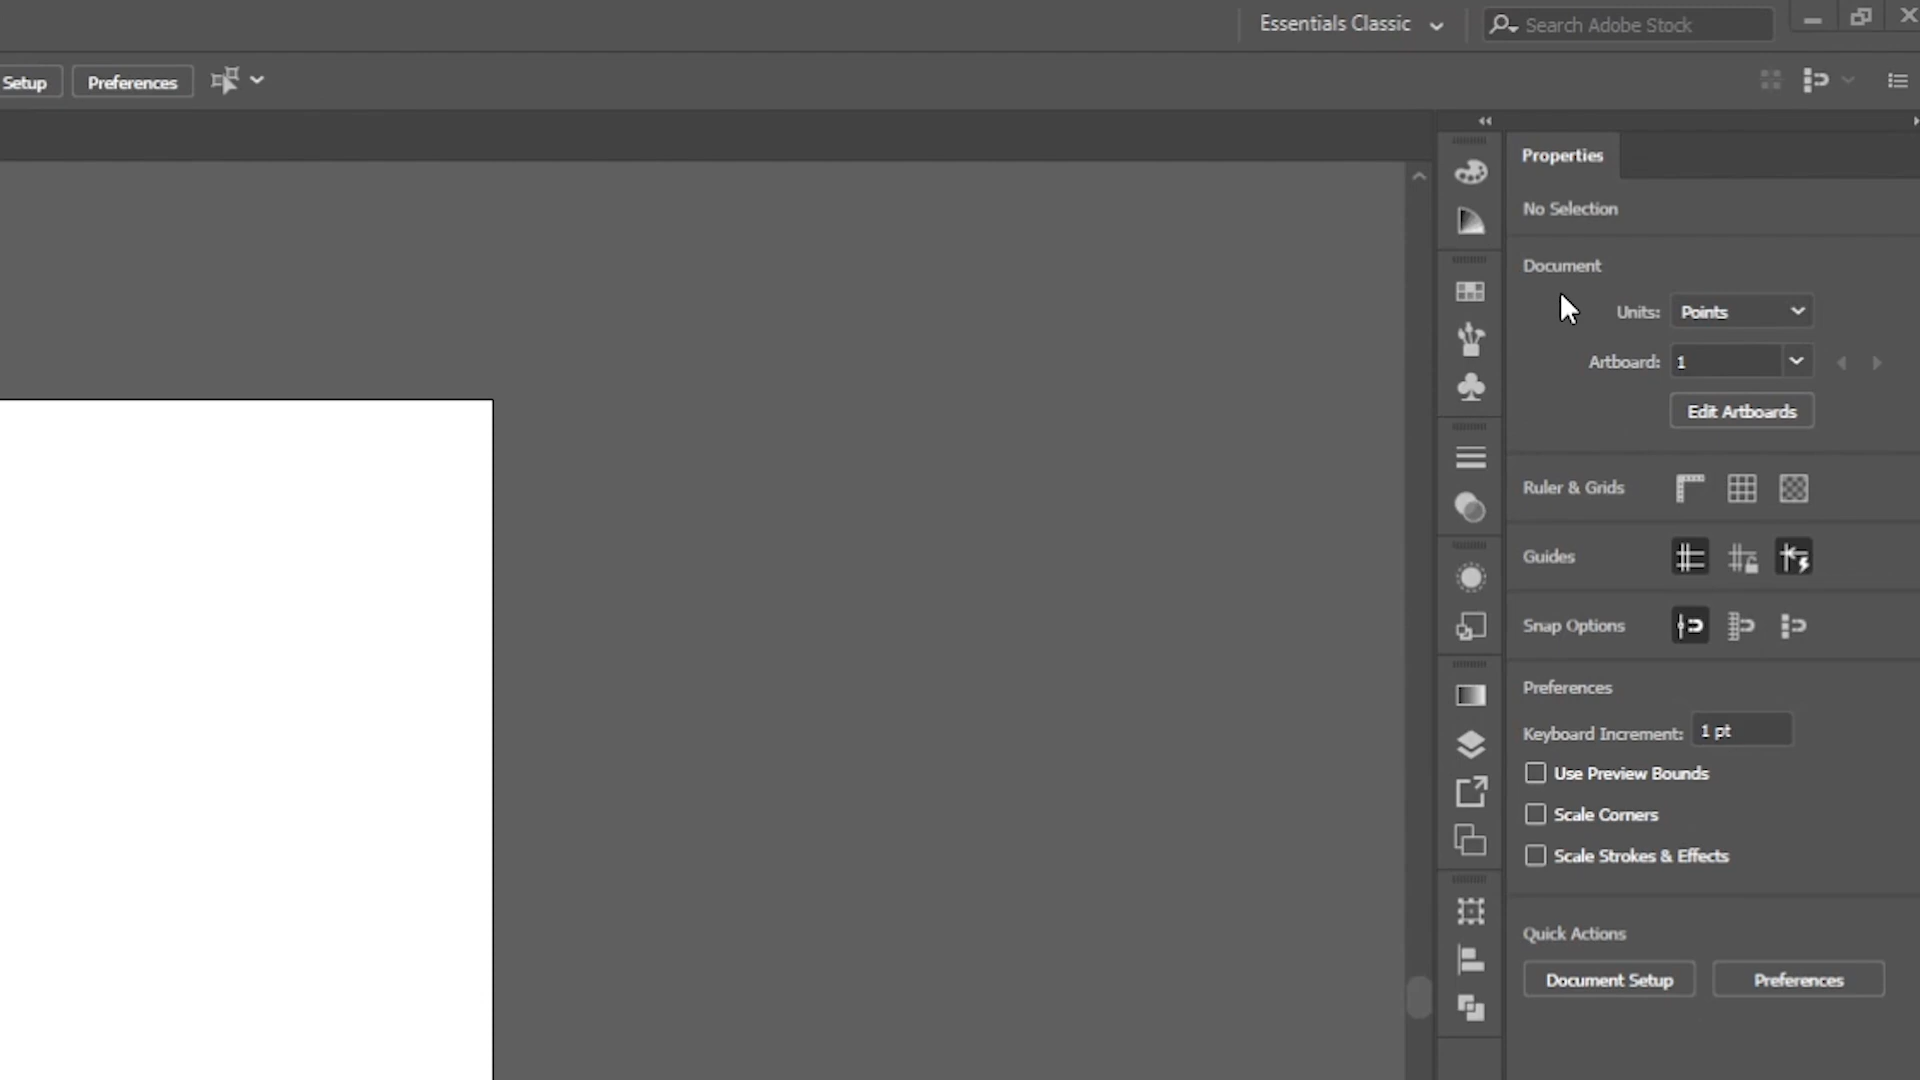 Essentials Classic
Search Adobe Stock
Setup
Preferences
Properties
No Selection
Document
Units: Points
Artboard: 1
Edit Artboards
Ruler & Grids
Guides
Snap Options
Preferences
Keyboard Increment: 1 pt
Use Preview Bounds
Scale Corners
Scale Strokes & Effects
Quick Actions
Document Setup
Preferences